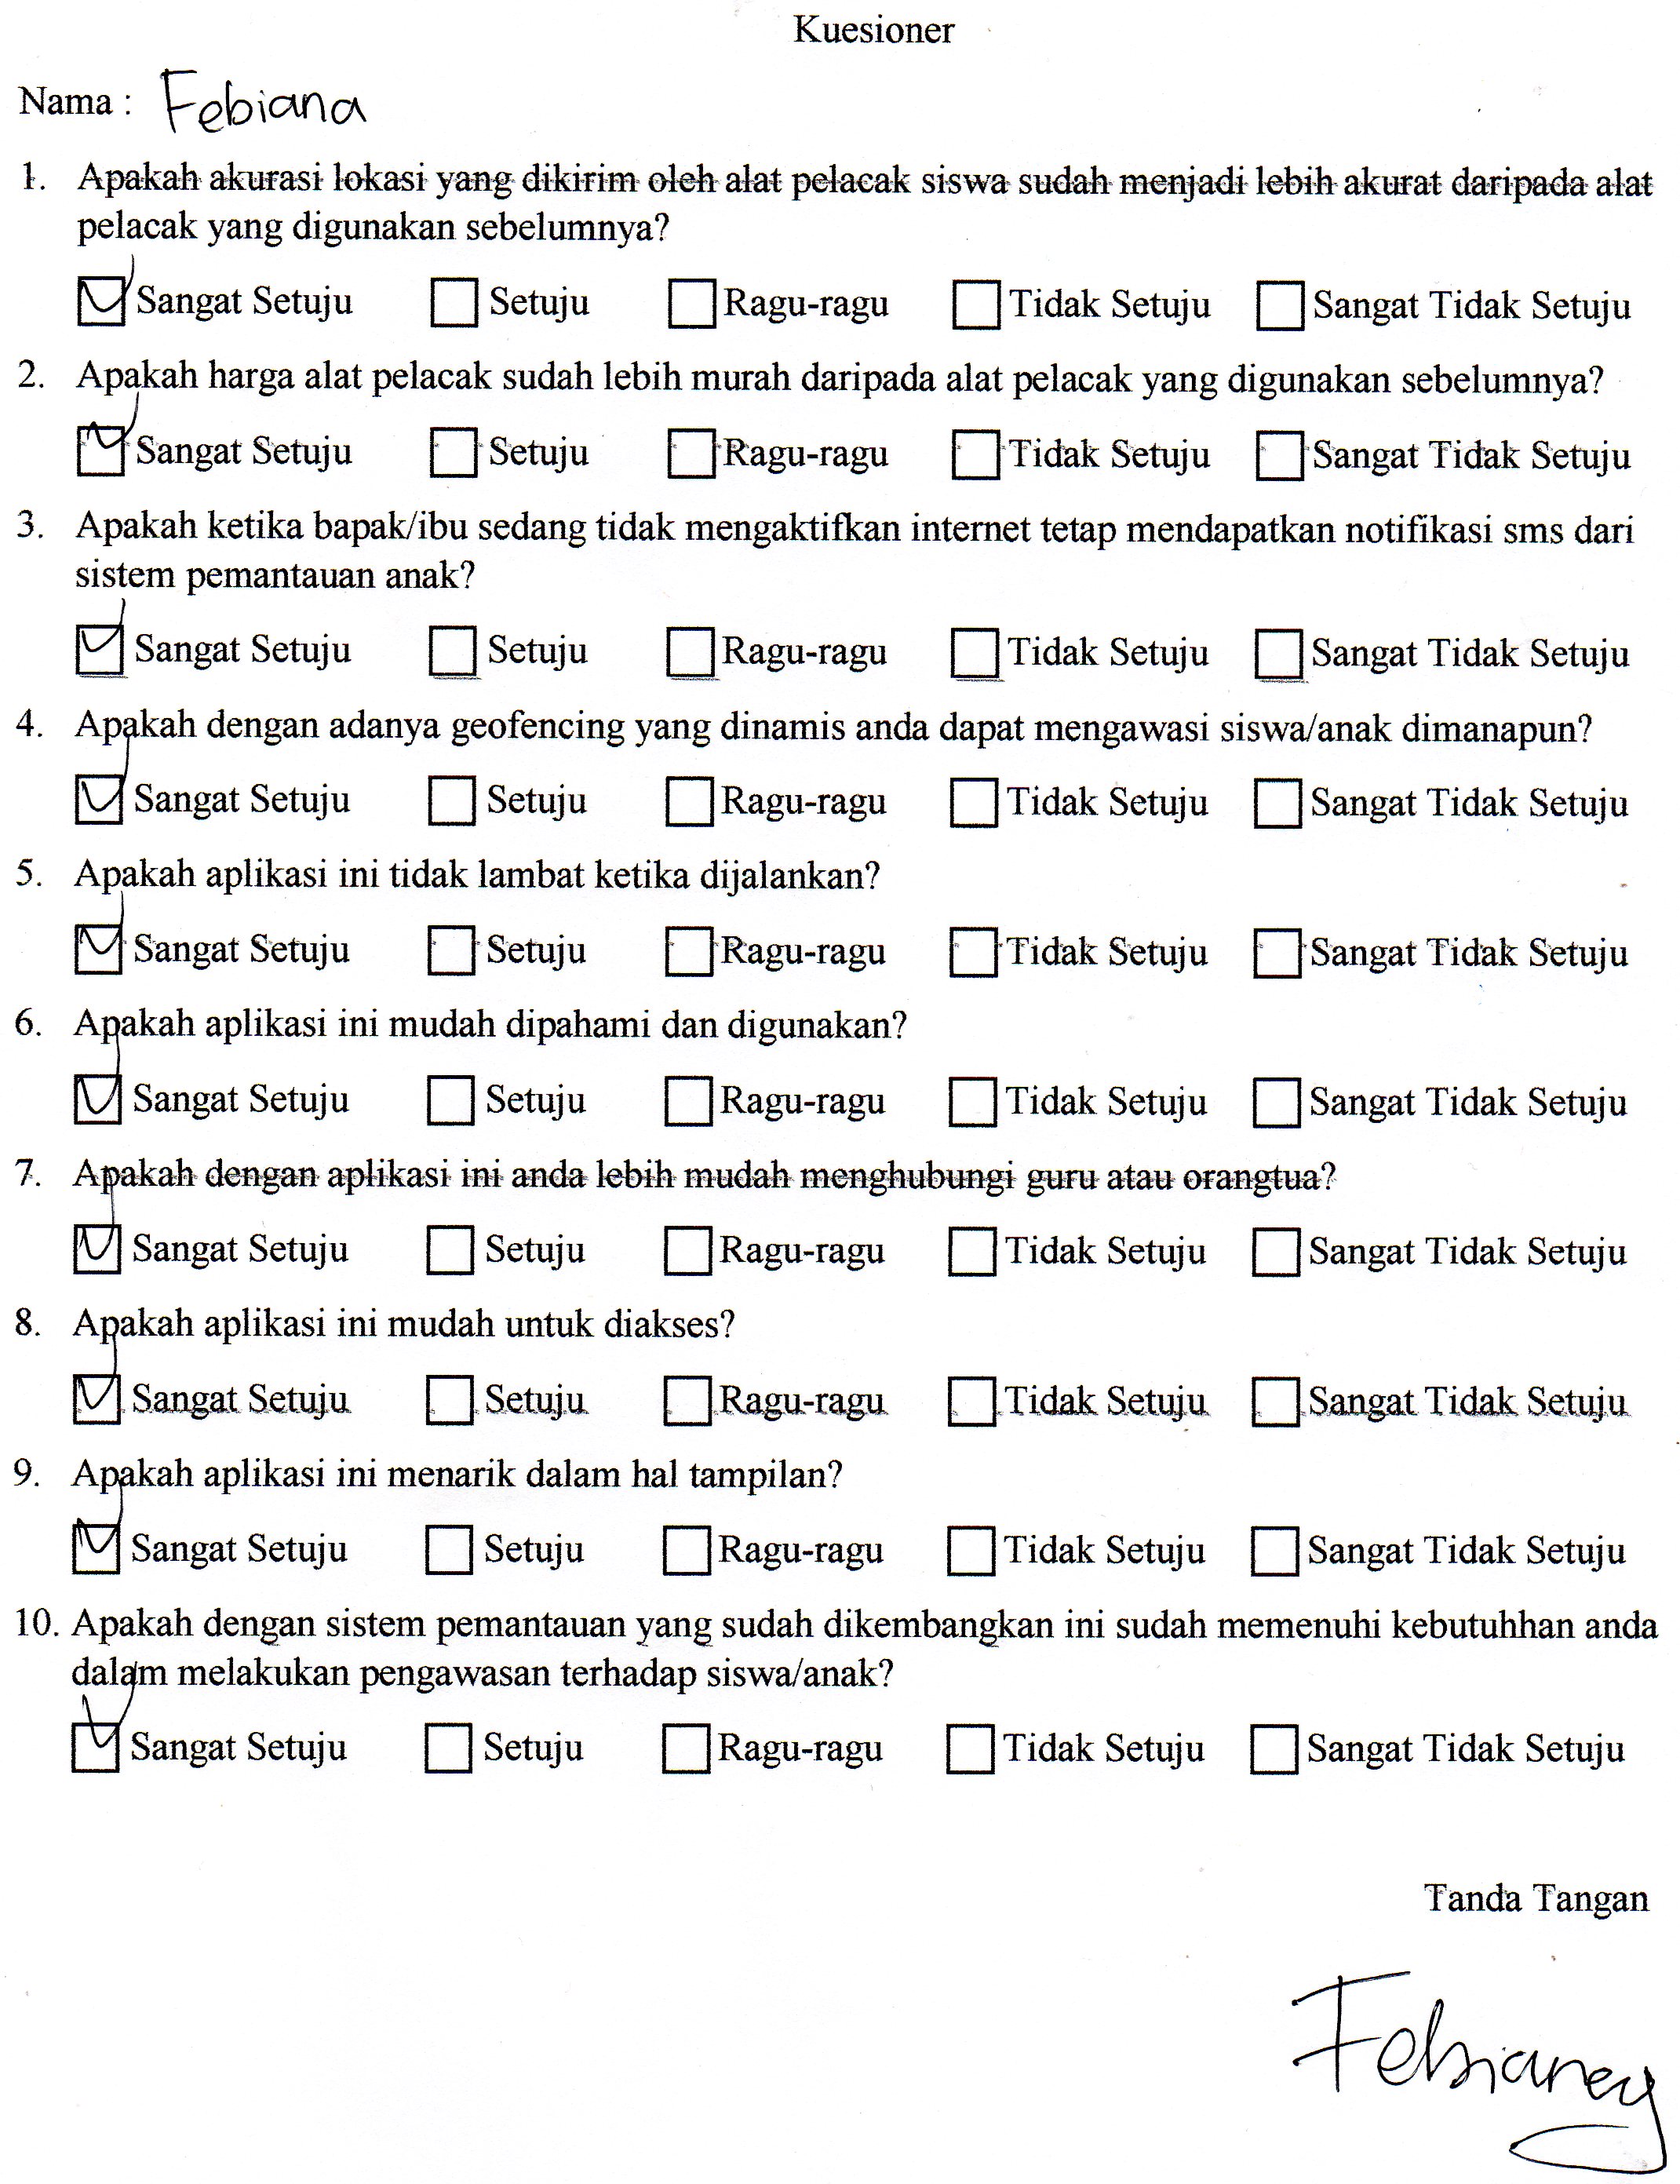 Kuesioner
Nama : Febiana
1. Apakah akurasi lokasi yang dikirim oleh alat pelacak siswa sudah menjadi lebih akurat daripada alat
pelacak yang digunakan sebelumnya?
☑ Sangat Setuju ☐ Setuju ☐ Ragu-ragu ☐ Tidak Setuju ☐ Sangat Tidak Setuju
2. Apakah harga alat pelacak sudah lebih murah daripada alat pelacak yang digunakan sebelumnya?
☑ Sangat Setuju ☐ Setuju ☐ Ragu-ragu ☐ Tidak Setuju ☐ Sangat Tidak Setuju
3. Apakah ketika bapak/ibu sedang tidak mengaktifkan internet tetap mendapatkan notifikasi sms dari
sistem pemantauan anak?
☑ Sangat Setuju ☐ Setuju ☐ Ragu-ragu ☐ Tidak Setuju ☐ Sangat Tidak Setuju
4. Apakah dengan adanya geofencing yang dinamis anda dapat mengawasi siswa/anak dimanapun?
☑ Sangat Setuju ☐ Setuju ☐ Ragu-ragu ☐ Tidak Setuju ☐ Sangat Tidak Setuju
5. Apakah aplikasi ini tidak lambat ketika dijalankan?
☑ Sangat Setuju ☐ Setuju ☐ Ragu-ragu ☐ Tidak Setuju ☐ Sangat Tidak Setuju
6. Apakah aplikasi ini mudah dipahami dan digunakan?
☑ Sangat Setuju ☐ Setuju ☐ Ragu-ragu ☐ Tidak Setuju ☐ Sangat Tidak Setuju
7. Apakah dengan aplikasi ini anda lebih mudah menghubungi guru atau orangtua?
☑ Sangat Setuju ☐ Setuju ☐ Ragu-ragu ☐ Tidak Setuju ☐ Sangat Tidak Setuju
8. Apakah aplikasi ini mudah untuk diakses?
☑ Sangat Setuju ☐ Setuju ☐ Ragu-ragu ☐ Tidak Setuju ☐ Sangat Tidak Setuju
9. Apakah aplikasi ini menarik dalam hal tampilan?
☑ Sangat Setuju ☐ Setuju ☐ Ragu-ragu ☐ Tidak Setuju ☐ Sangat Tidak Setuju
10. Apakah dengan sistem pemantauan yang sudah dikembangkan ini sudah memenuhi kebutuhhan anda
dalam melakukan pengawasan terhadap siswa/anak?
☑ Sangat Setuju ☐ Setuju ☐ Ragu-ragu ☐ Tidak Setuju ☐ Sangat Tidak Setuju
Tanda Tangan